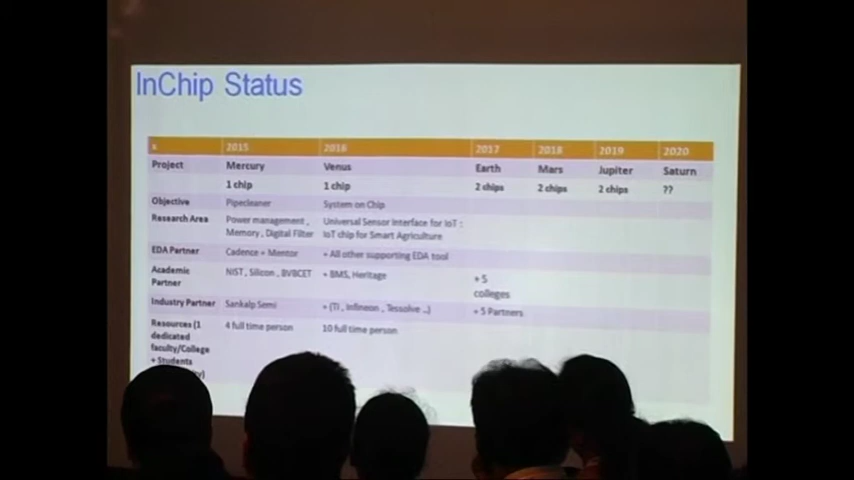 InChip Status
2015 2016 2017 2018 2019 2020
Project Mercury Venus Earth Mars Jupiter Saturn
1 chip 1 chip 2 chips 2 chips 2 chips ??
Objective Pipecleaner System on Chip
Research Area Power management , Universal Sensor Interface for IoT :
Memory , Digital Filter IoT chip for Smart Agriculture
EDA Partner Cadence + Mentor + All other supporting EDA tool
Academic NIST , Silicon , BVBCET + BMS, Heritage + 5
Partner colleges
Industry Partner Sankalp Semi + (TI , Infineon , Tessolve ..) + 5 Partners
Resources (1 4 full time person 10 full time person
dedicated
faculty/College
+ Students